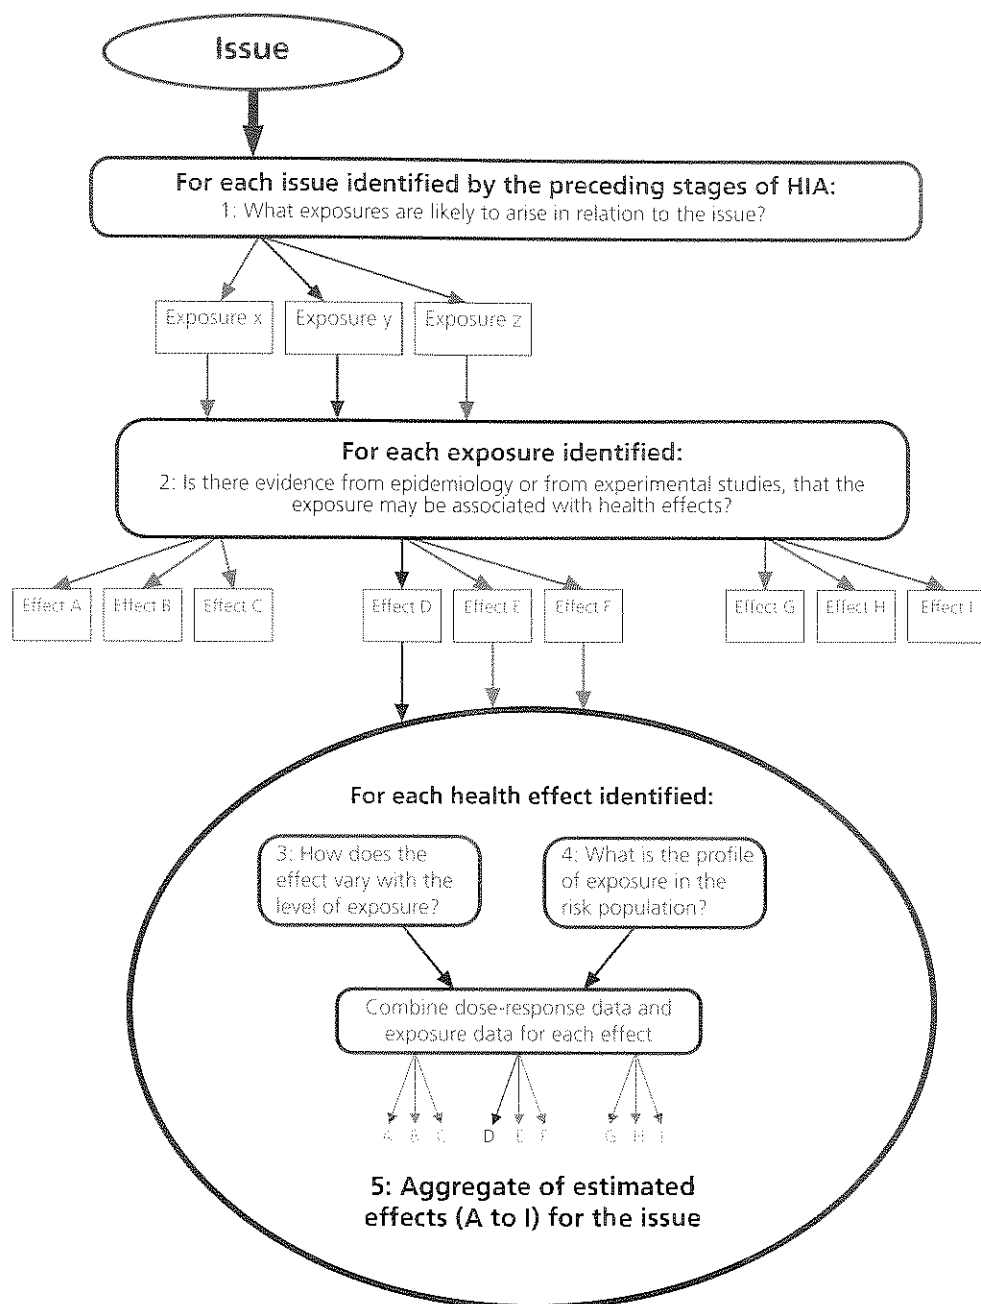 Issue
For each issue identified by the preceding stages of HIA:
1: What exposures are likely to arise in relation to the issue?
Exposure x
Exposure y
Exposure z
For each exposure identified:
2: Is there evidence from epidemiology or from experimental studies, that the
exposure may be associated with health effects?
Effect A
Effect B
Effect C
Effect D
Effect E
Effect F
Effect G
Effect H
Effect I
For each health effect identified:
3: How does the
effect vary with the
level of exposure?
4: What is the profile
of exposure in the
risk population?
Combine dose-response data and
exposure data for each effect
A B C D E F G H I
5: Aggregate of estimated
effects (A to I) for the issue